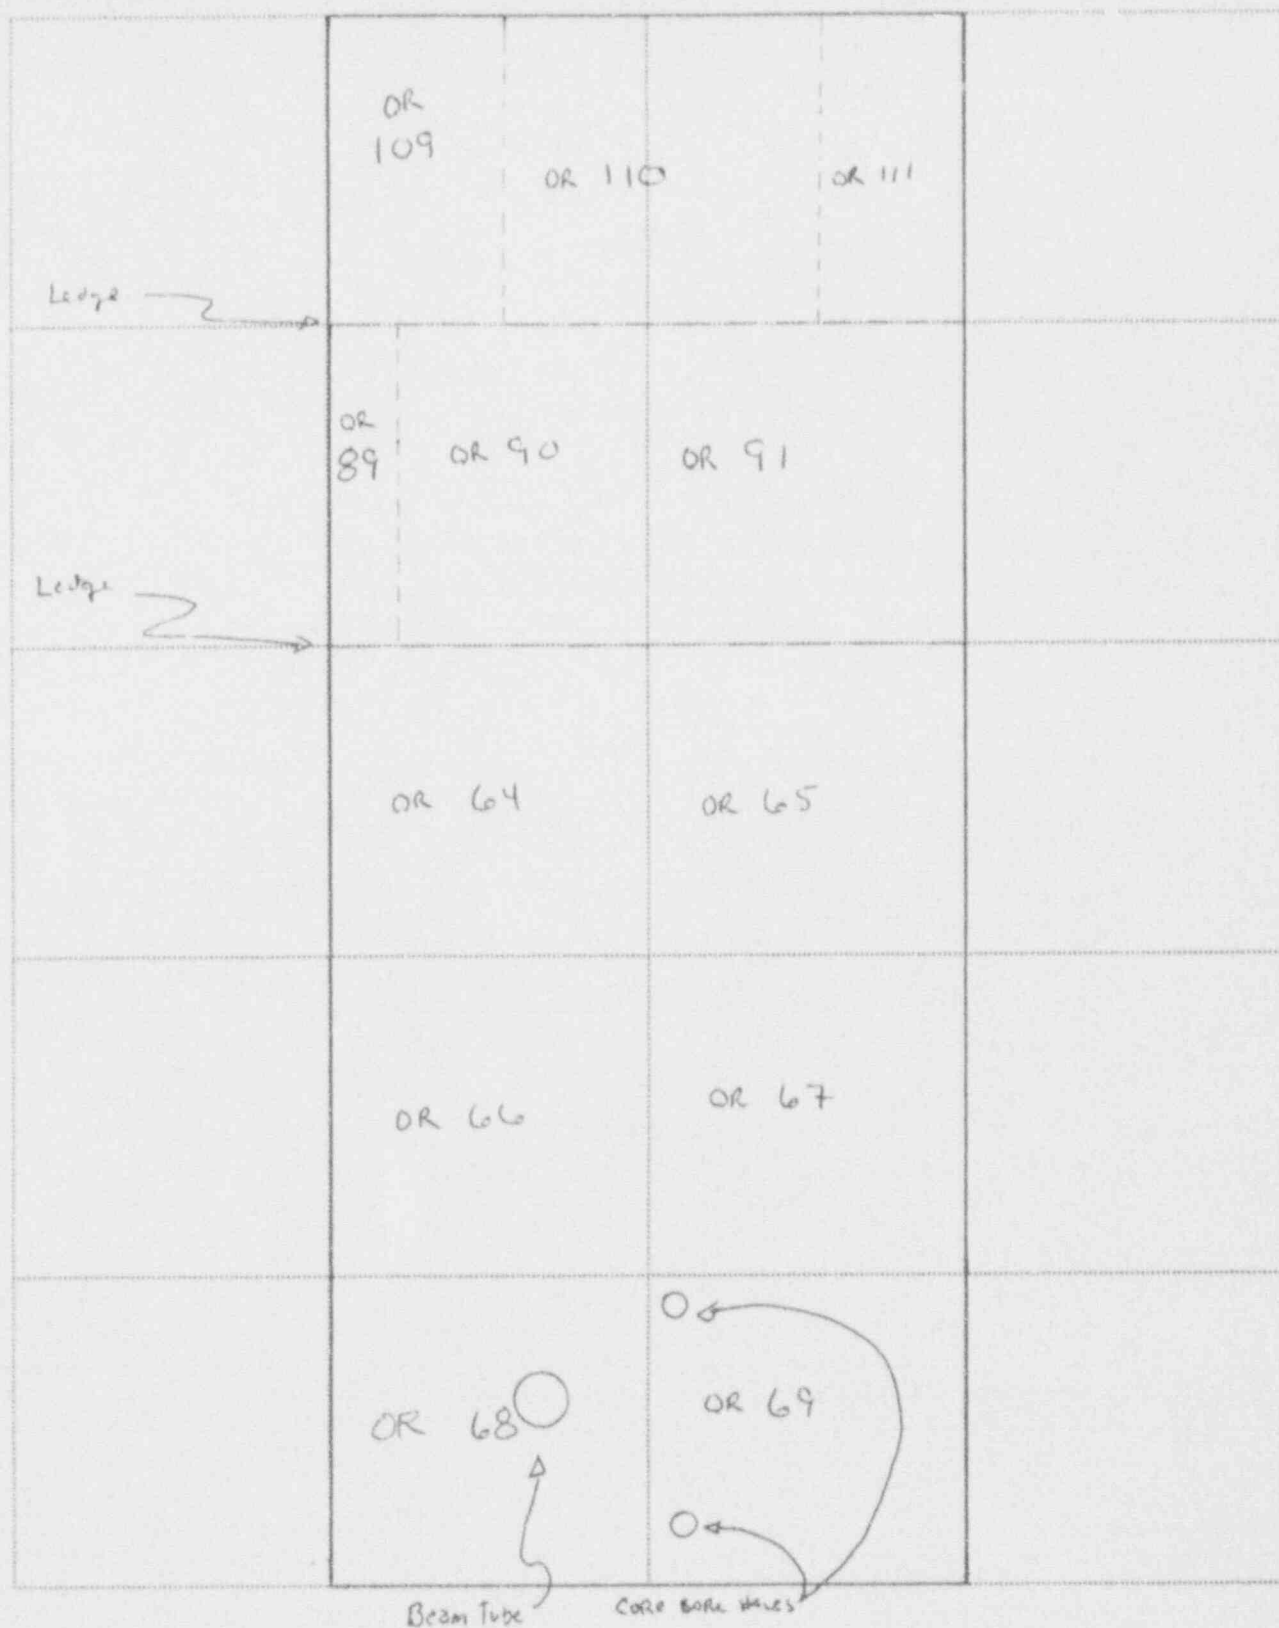 OR
109
OR 110
OR 111
Ledge
OR
89
OR 90
OR 91
Ledge
OR 64
OR 65
OR 66
OR 67
OR 68
OR 69
Beam Tube
CORE BORE HOLES